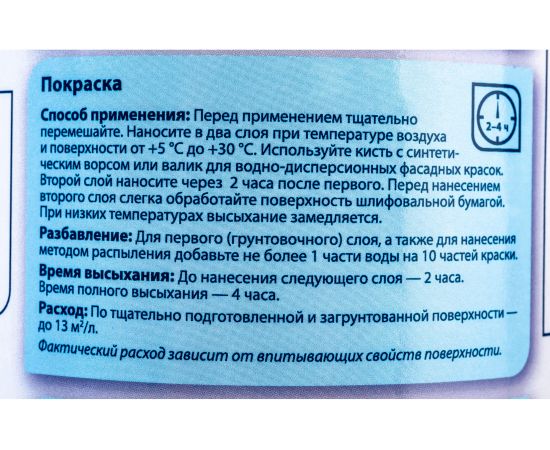 Покраска
Способ применения: Перед применением тщательно
перемешайте. Наносите в два слоя при температуре воздуха
и поверхности от +5 °С до +30 °С. Используйте кисть с синтети-
ческим ворсом или валик для водно-дисперсионных фасадных красок.
Второй слой наносите через 2 часа после первого. Перед нанесением
второго слоя слегка обработайте поверхность шлифовальной бумагой.
При низких температурах высыхание замедляется.
2–4 ч
Разбавление: Для первого (грунтовочного) слоя, а также для нанесения
методом распыления добавьте не более 1 части воды на 10 частей краски.
Время высыхания: До нанесения следующего слоя — 2 часа.
Время полного высыхания — 4 часа.
Расход: По тщательно подготовленной и загрунтованной поверхности —
до 13 м²/л.
Фактический расход зависит от впитывающих свойств поверхности.